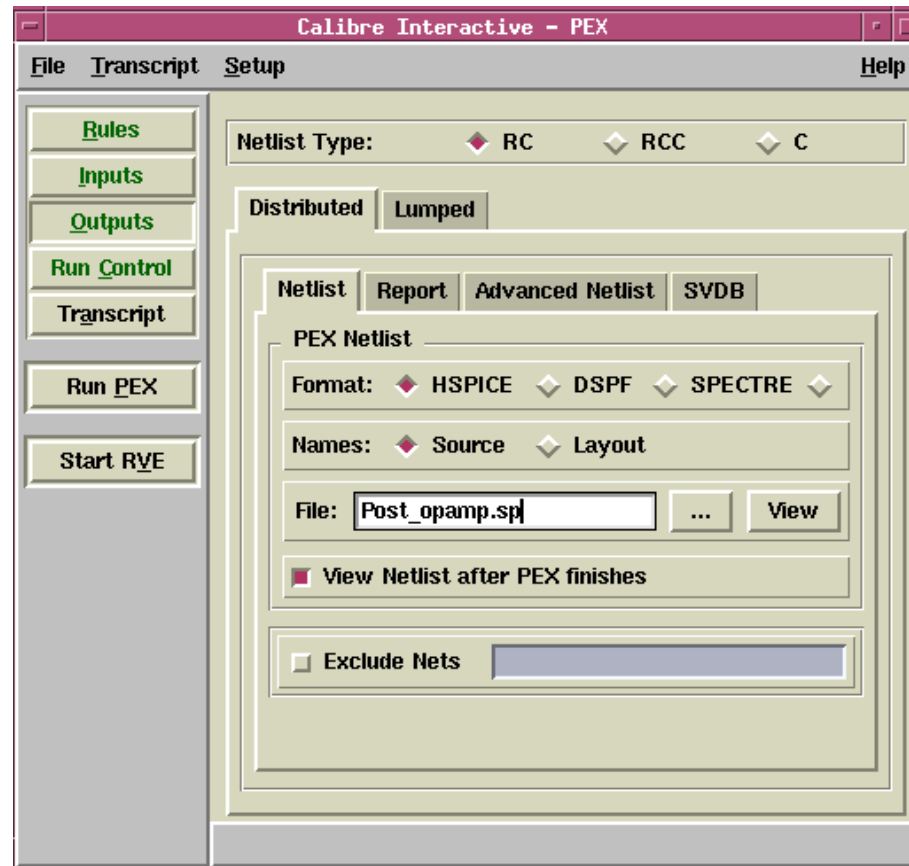 Calibre Interactive - PEX
File Transcript Setup Help
Rules
Inputs
Outputs
Run Control
Transcript
Run PEX
Start RVE
Netlist Type: RC RCC C
Distributed Lumped
Netlist Report Advanced Netlist SVDB
PEX Netlist
Format: HSPICE DSPF SPECTRE
Names: Source Layout
File: Post_opamp.sp ... View
View Netlist after PEX finishes
Exclude Nets